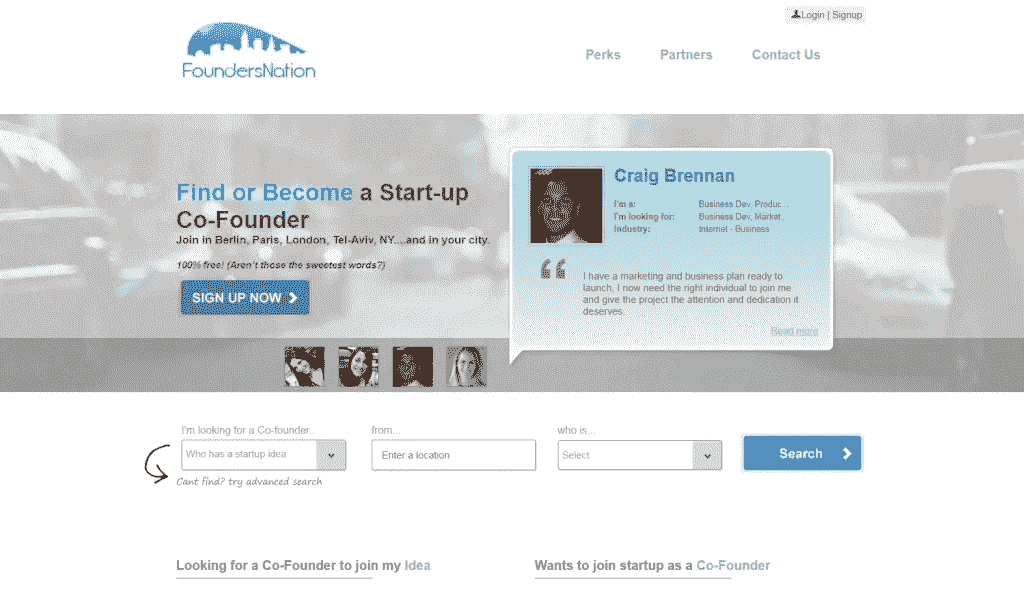 Login | Signup
FoundersNation
Perks Partners Contact Us
Find or Become a Start-up
Co-Founder
Join in Berlin, Paris, London, Tel-Aviv, NY....and in your city.
100% free! (Aren't those the sweetest words?)
SIGN UP NOW
Craig Brennan
I'm a: Business Dev, Produc...
I'm looking for: Business Dev, Market...
Industry: Internet - Business
I have a marketing and business plan ready to
launch, I now need the right individual to join me
and give the project the attention and dedication it
deserves.
Read more
I'm looking for a Co-founder.. from... who is...
Who has a startup idea Enter a location Select Search
Cant find? try advanced search
Looking for a Co-Founder to join my Idea Wants to join startup as a Co-Founder